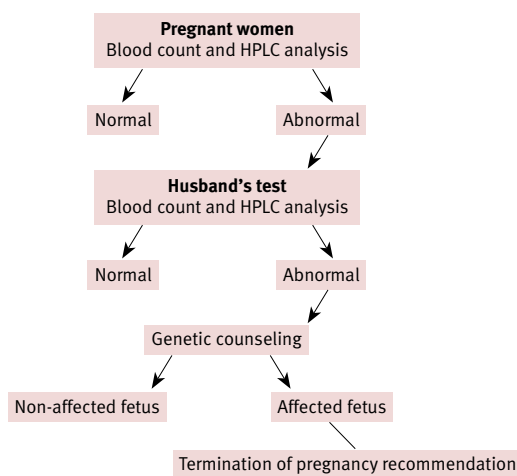 Pregnant women
Blood count and HPLC analysis
Normal
Abnormal
Husband's test
Blood count and HPLC analysis
Normal
Abnormal
Genetic counseling
Non-affected fetus
Affected fetus
Termination of pregnancy recommendation